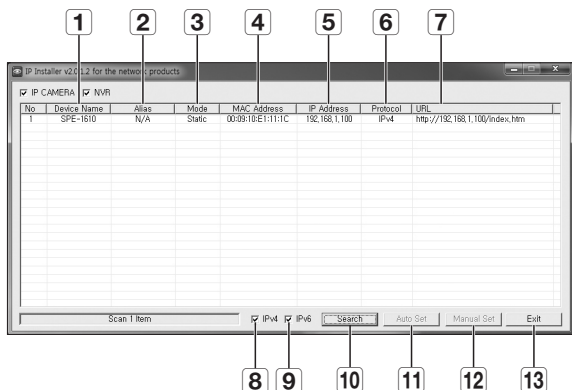 1 2 3 4 5 6 7
IP Installer v2.0.1.2 for the network products
IP CAMERA NVR
No Device Name Alias Mode MAC Address IP Address Protocol URL
1 SPE-1610 N/A Static 00:09:10:E1:11:1C 192,168,1,100 IPv4 http://192,168,1,100/index,htm
Scan 1 Item IPv4 IPv6 Search Auto Set Manual Set Exit
8 9 10 11 12 13